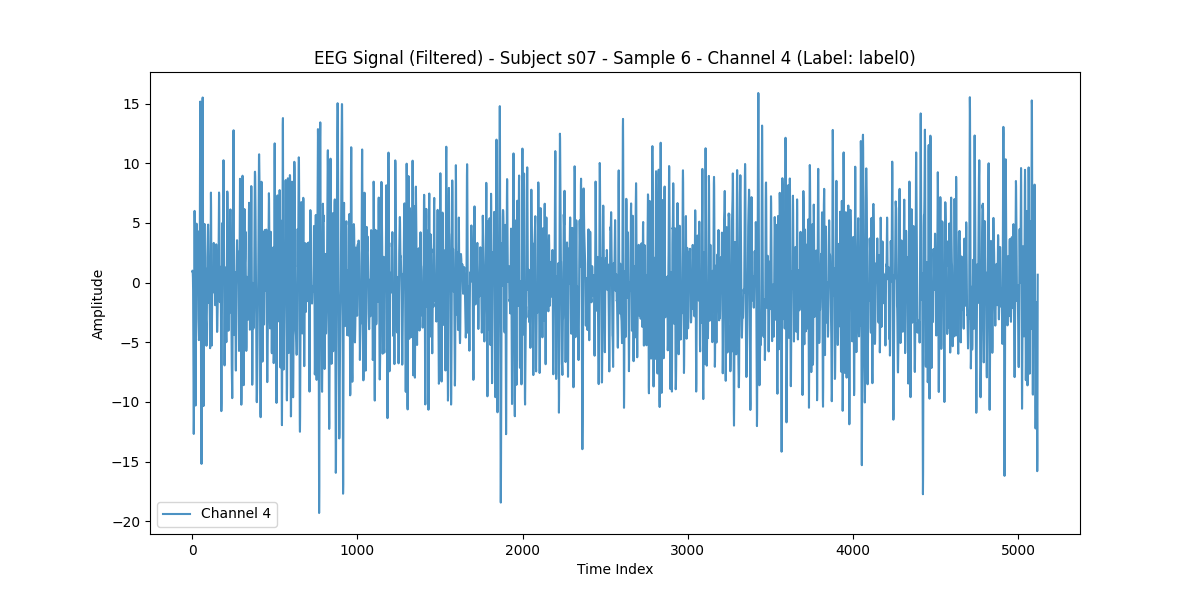 EEG Signal (Filtered) - Subject s07 - Sample 6 - Channel 4 (Label: label0)
Amplitude
15
10
5
0
−5
−10
−15
−20
Channel 4
0 1000 2000 3000 4000 5000
Time Index